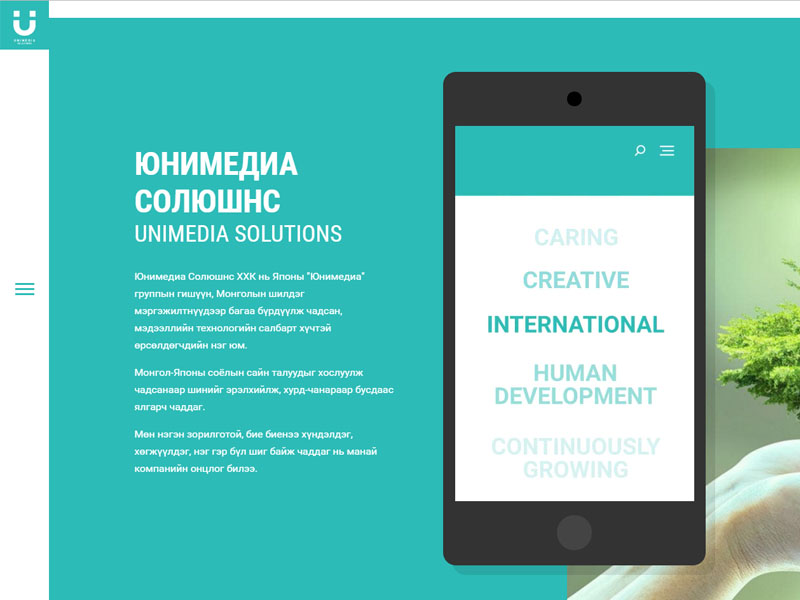 UNIMEDIA
ЮНИМЕДИА
СОЛЮШНС
UNIMEDIA SOLUTIONS
Юнимедиа Солюшнс ХХК нь Японы "Юнимедиа"
группын гишүүн, Монголын шилдэг
мэргэжилтнүүдээр багаа бүрдүүлж чадсан,
мэдээллийн технологийн салбарт хүчтэй
өрсөлдөгчдийн нэг юм.
Монгол-Японы соёлын сайн талуудыг хослуулж
чадсанаар шинийг эрэлхийлж, хурд-чанараар бусдаас
ялгарч чаддаг.
Мөн нэгэн зорилготой, бие биенээ хүндэлдэг,
хөгжүүлдэг, нэг гэр бүл шиг байж чаддаг нь манай
компанийн онцлог билээ.
CARING
CREATIVE
INTERNATIONAL
HUMAN
DEVELOPMENT
CONTINUOUSLY
GROWING